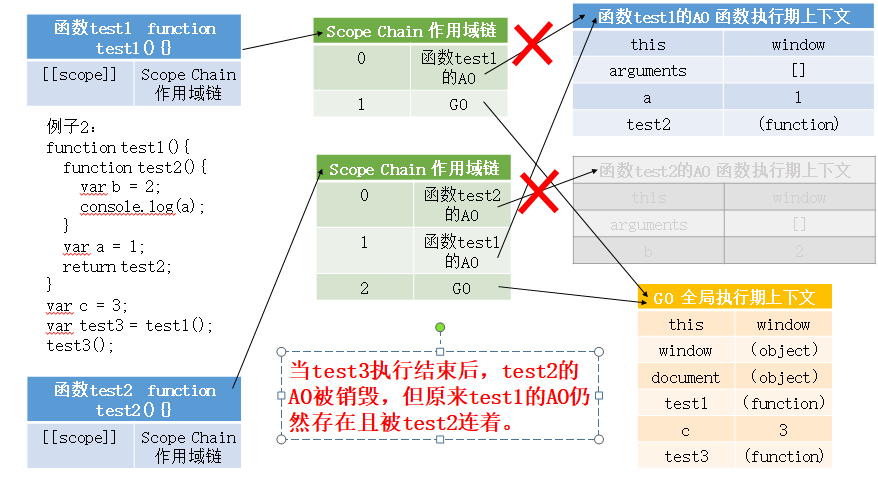 函数test1 function
test1(){}
[[scope]]
Scope Chain
作用域链
例子2：
function test1(){
function test2(){
var b = 2;
console.log(a);
}
var a = 1;
return test2;
}
var c = 3;
var test3 = test1();
test3();
函数test2 function
test2(){}
[[scope]]
Scope Chain
作用域链
Scope Chain 作用域链
0
函数test1
的AO
1
GO
Scope Chain 作用域链
0
函数test2
的AO
1
函数test1
的AO
2
GO
当test3执行结束后，test2的
AO被销毁，但原来test1的AO仍
然存在且被test2连着。
函数test1的AO 函数执行期上下文
this window
arguments []
a 1
test2 (function)
函数test2的AO 函数执行期上下文
this window
arguments []
b 2
GO 全局执行期上下文
this window
window (object)
document (object)
test1 (function)
c 3
test3 (function)